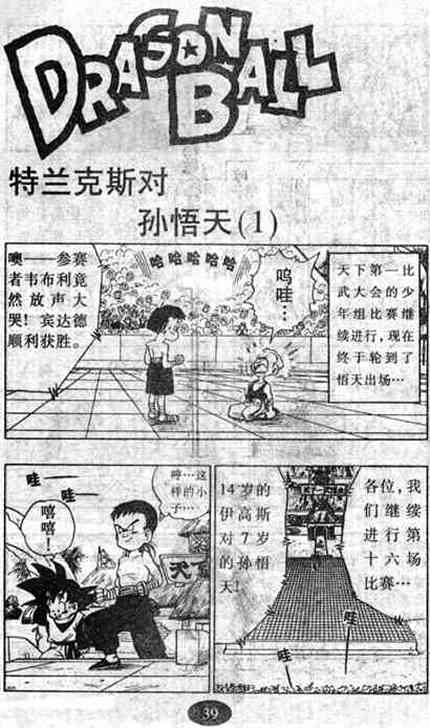 DRAGON
BALL
特兰克斯对
孙悟天(1)
天下第一比
武大会的少
年组比赛继
续进行,现在
终于轮到了
悟天出场…
呜
哇
…
哈哈哈哈哈
噢——参赛
者韦布利竟
然放声大
哭!宾达德
顺利获胜。
各位,我
们继续
进行第
十六场
比赛…
14岁的
伊高斯
对7岁
的孙悟
天!
哇
哇
哼…这
样的小
子…
哇—
哇—
嘻
嘻
!
天下
39